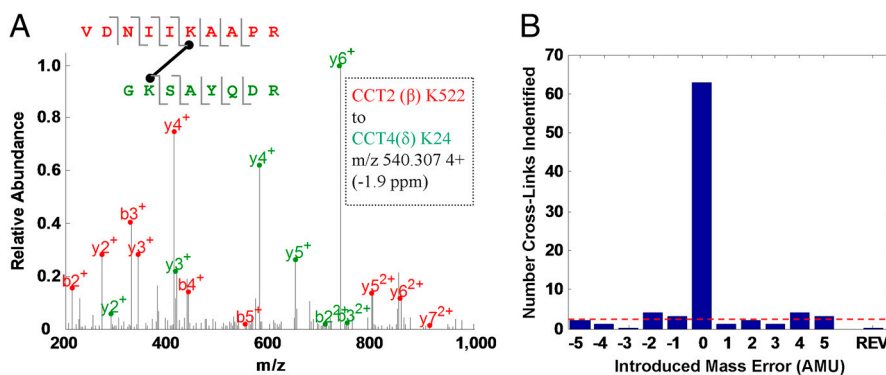 A
V D N I I K A A P R
G K S A Y Q D R
Relative Abundance
1.0
0.8
0.6
0.4
0.2
0
b2+
y2+
y2+
b3+
y3+
y4+
y3+
b4+
b5+
y4+
y5+
b2 2+
y6+
b3 2+
y5 2+
y6 2+
y7 2+
CCT2 (β) K522
to
CCT4(δ) K24
m/z 540.307 4+
(-1.9 ppm)
200 400 600 800 1,000
m/z
B
Number Cross-Links Indentified
70
60
50
40
30
20
10
0
-5 -4 -3 -2 -1 0 1 2 3 4 5 REV
Introduced Mass Error (AMU)